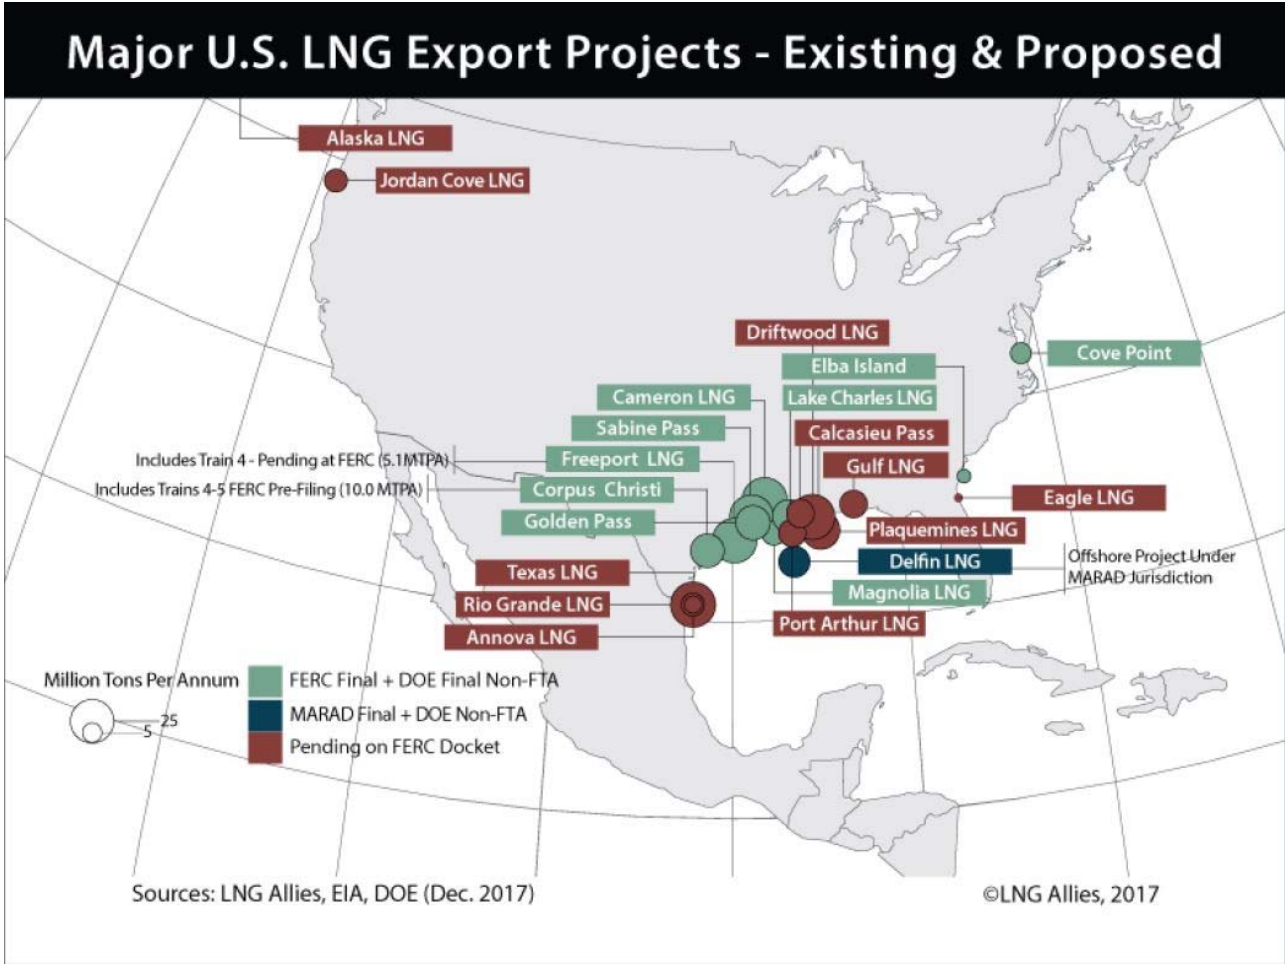 Major U.S. LNG Export Projects - Existing & Proposed
Alaska LNG
Jordan Cove LNG
Driftwood LNG
Cove Point
Elba Island
Cameron LNG
Lake Charles LNG
Sabine Pass
Calcasieu Pass
Includes Train 4 - Pending at FERC (5.1MTPA)
Freeport LNG
Gulf LNG
Includes Trains 4-5 FERC Pre-Filing (10.0 MTPA)
Corpus Christi
Eagle LNG
Golden Pass
Plaquemines LNG
Delfin LNG
Offshore Project Under
MARAD Jurisdiction
Texas LNG
Magnolia LNG
Rio Grande LNG
Port Arthur LNG
Annova LNG
Million Tons Per Annum
25
5
FERC Final + DOE Final Non-FTA
MARAD Final + DOE Non-FTA
Pending on FERC Docket
Sources: LNG Allies, EIA, DOE (Dec. 2017)
©LNG Allies, 2017